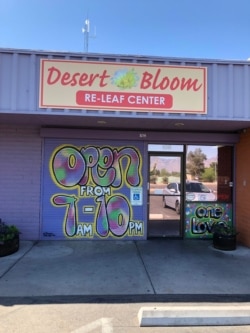 Desert Bloom
RE-LEAF CENTER
OPEN
FROM
7-10
AM PM
ONE
LOVE